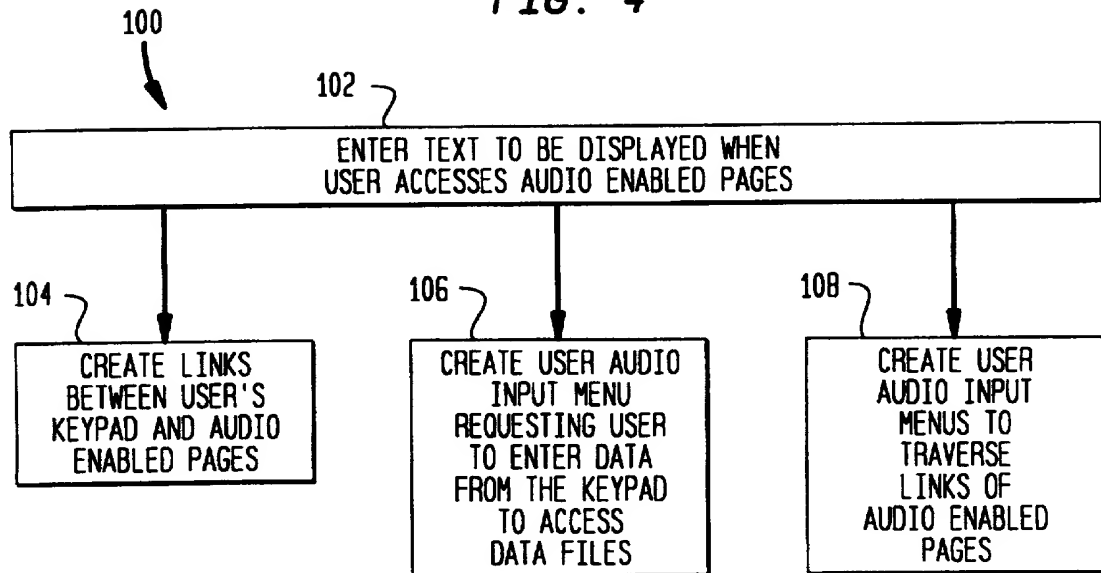 FIG. 4
100
102
ENTER TEXT TO BE DISPLAYED WHEN
USER ACCESSES AUDIO ENABLED PAGES
104
CREATE LINKS
BETWEEN USER'S
KEYPAD AND AUDIO
ENABLED PAGES
106
CREATE USER AUDIO
INPUT MENU
REQUESTING USER
TO ENTER DATA
FROM THE KEYPAD
TO ACCESS
DATA FILES
108
CREATE USER
AUDIO INPUT
MENUS TO
TRAVERSE
LINKS OF
AUDIO ENABLED
PAGES